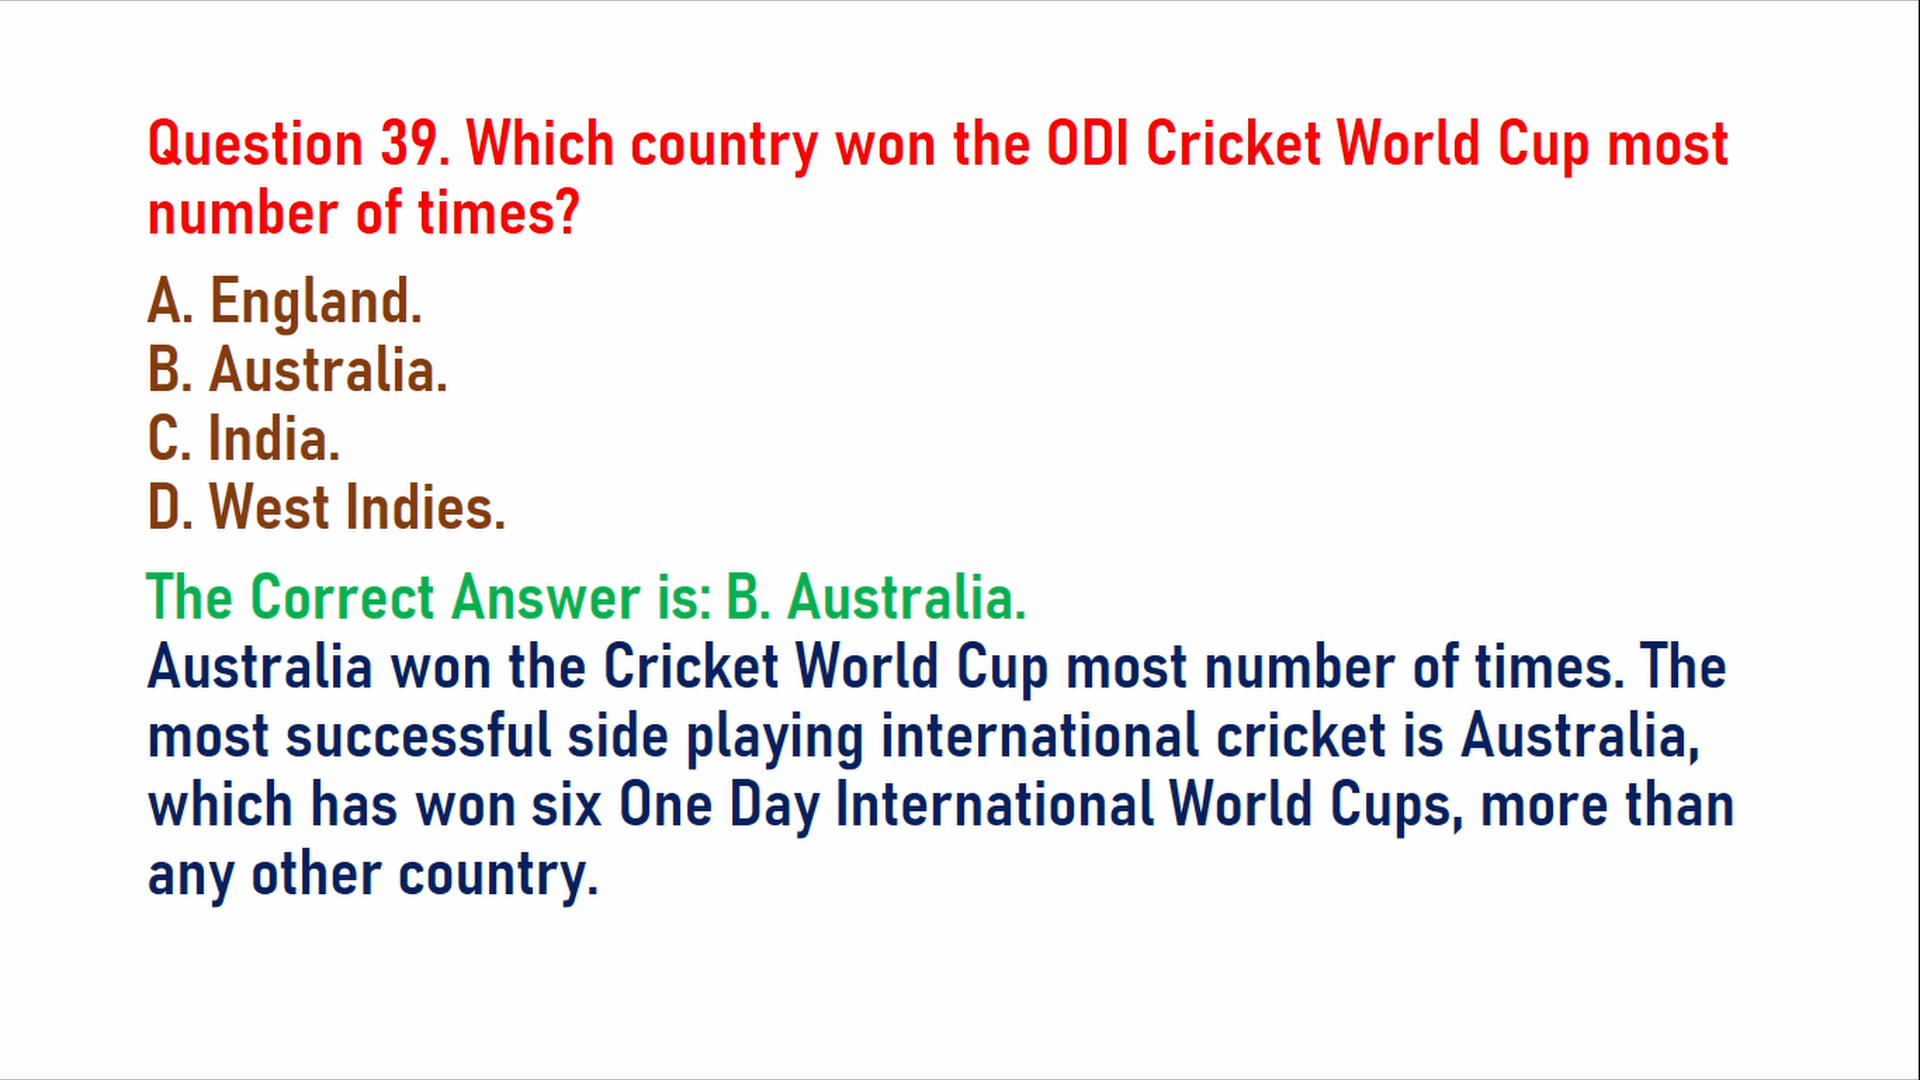 Question 39. Which country won the ODI Cricket World Cup most
number of times?
A. England.
B. Australia.
C. India.
D. West Indies.
The Correct Answer is: B. Australia.
Australia won the Cricket World Cup most number of times. The
most successful side playing international cricket is Australia,
which has won six One Day International World Cups, more than
any other country.